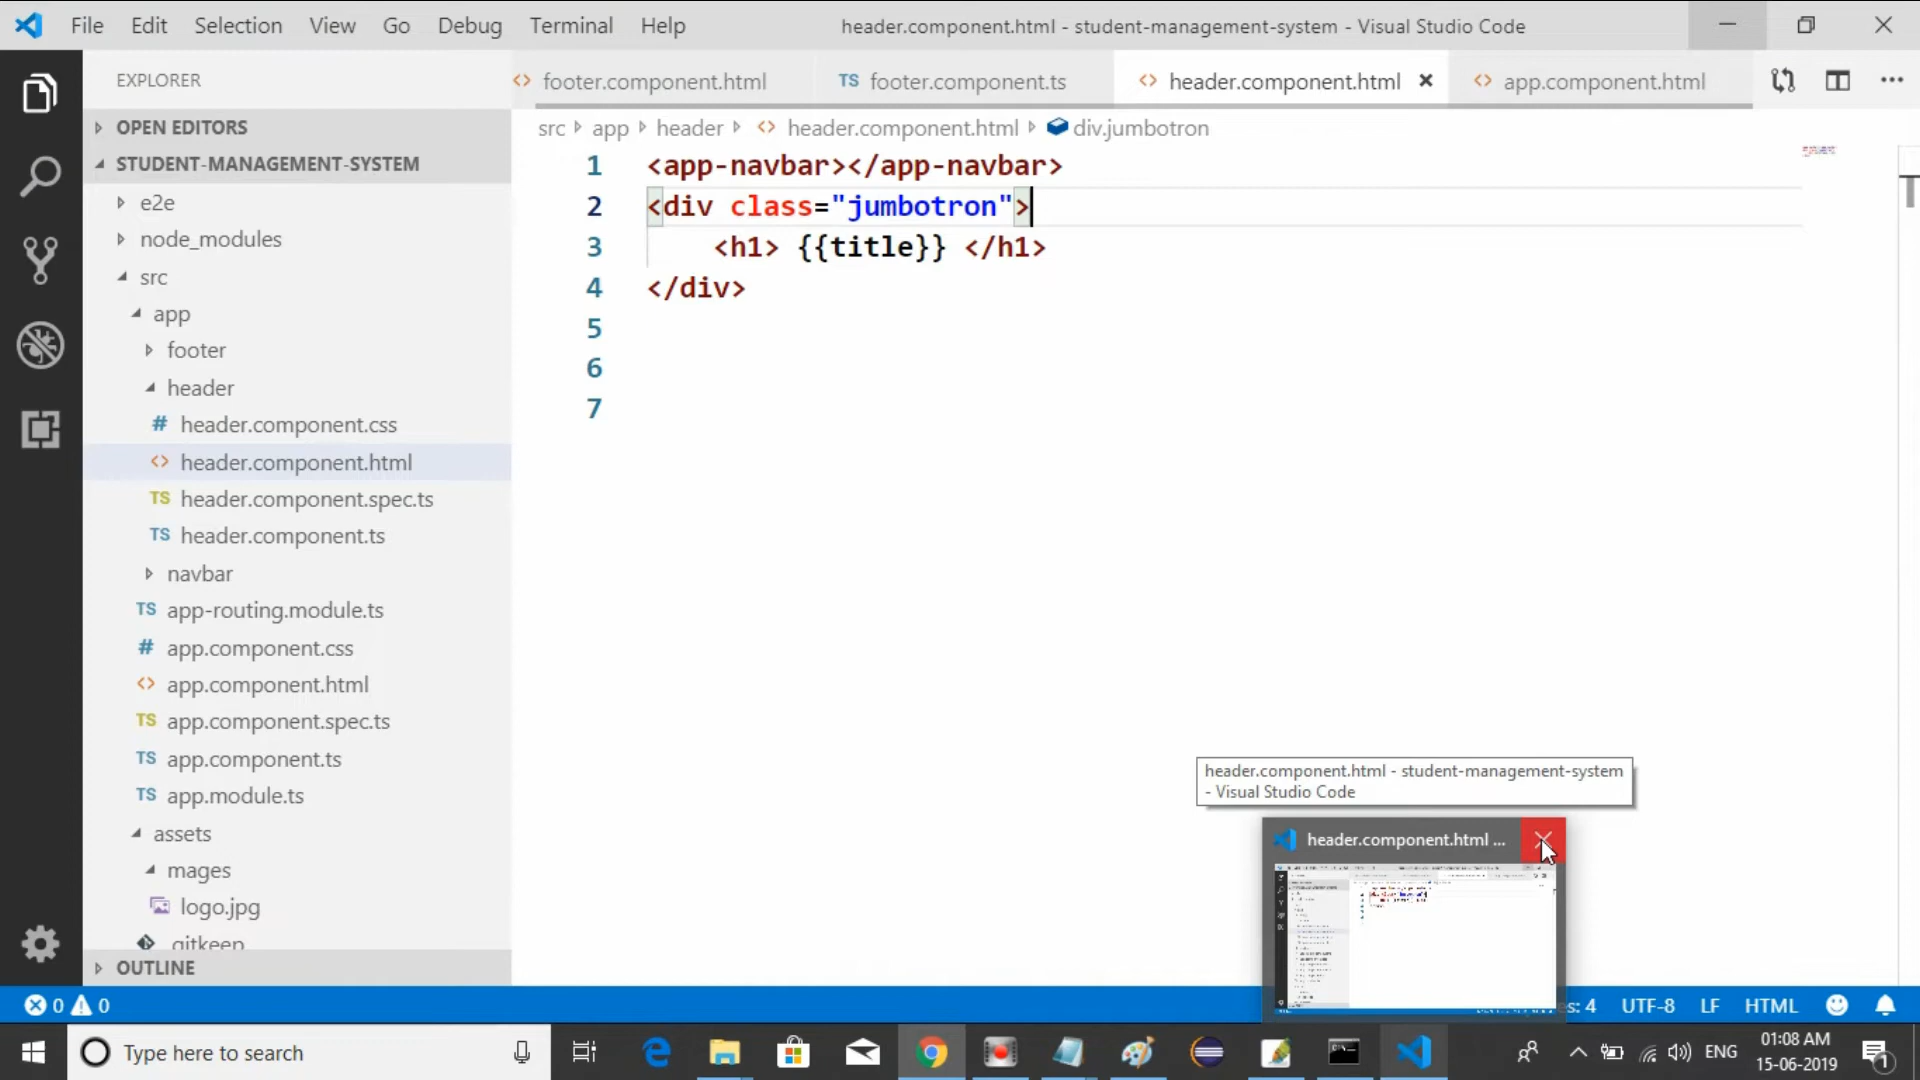 File Edit Selection View Go Debug Terminal Help header.component.html - student-management-system - Visual Studio Code
EXPLORER
footer.component.html TS footer.component.ts header.component.html app.component.html
OPEN EDITORS
src app header header.component.html div.jumbotron
STUDENT-MANAGEMENT-SYSTEM
e2e
node_modules
src
app
footer
header
# header.component.css
header.component.html
TS header.component.spec.ts
TS header.component.ts
navbar
TS app-routing.module.ts
# app.component.css
app.component.html
TS app.component.spec.ts
TS app.component.ts
TS app.module.ts
assets
mages
logo.jpg
.gitkeep
OUTLINE
1 <app-navbar></app-navbar>
2 <div class="jumbotron">
3 <h1> {{title}} </h1>
4 </div>
5
6
7
header.component.html - student-management-system
- Visual Studio Code
header.component.html ...
0 0 s: 4 UTF-8 LF HTML
Type here to search ENG 01:08 AM
15-06-2019 1